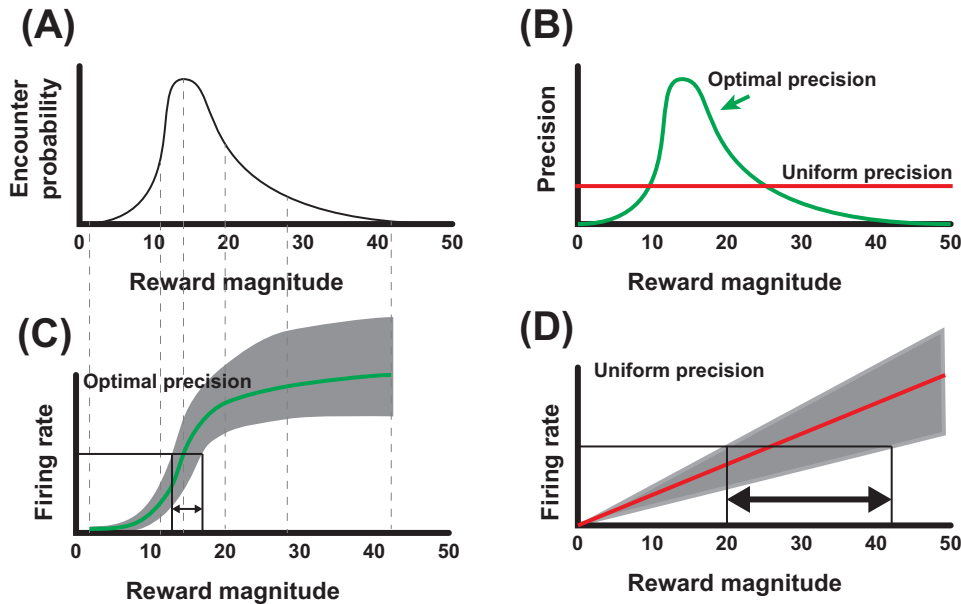 (A)
Encounter
probability
0 10 20 30 40 50
Reward magnitude
(B)
Precision
Optimal precision
Uniform precision
0 10 20 30 40 50
Reward magnitude
(C)
Optimal precision
Firing rate
0 10 20 30 40 50
Reward magnitude
(D)
Uniform precision
Firing rate
0 10 20 30 40 50
Reward magnitude